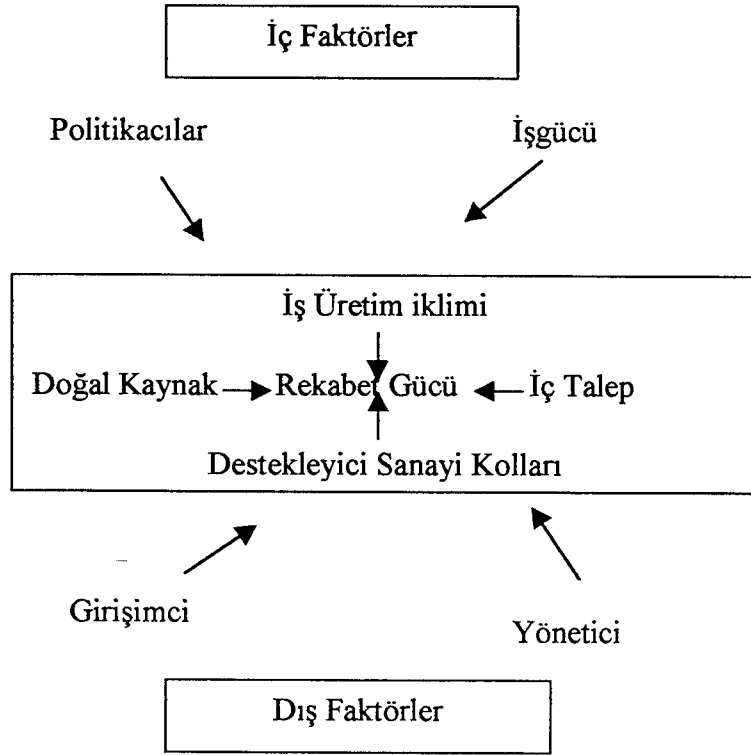 İç Faktörler
Politikacılar İşgücü
İş Üretim iklimi
Doğal Kaynak Rekabet Gücü İç Talep
Destekleyici Sanayi Kolları
Girişimci
Yönetici
Dış Faktörler